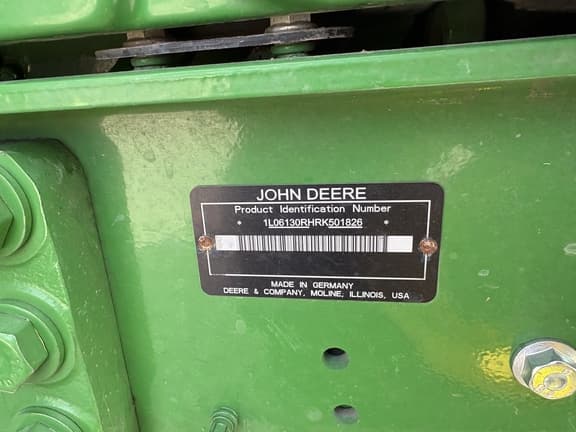 JOHN DEERE
Product Identification Number
* 1L06130RHRK501826 *
MADE IN GERMANY
DEERE & COMPANY, MOLINE, ILLINOIS, USA